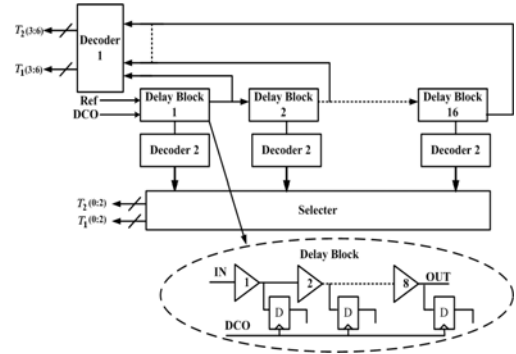 T2(3:6)
Decoder
1
T1(3:6)
Ref
DCO
Delay Block
1
Delay Block
2
Delay Block
16
Decoder 2
Decoder 2
Decoder 2
T2(0:2)
T1(0:2)
Selecter
Delay Block
IN
1
2
8
OUT
D
D
D
DCO